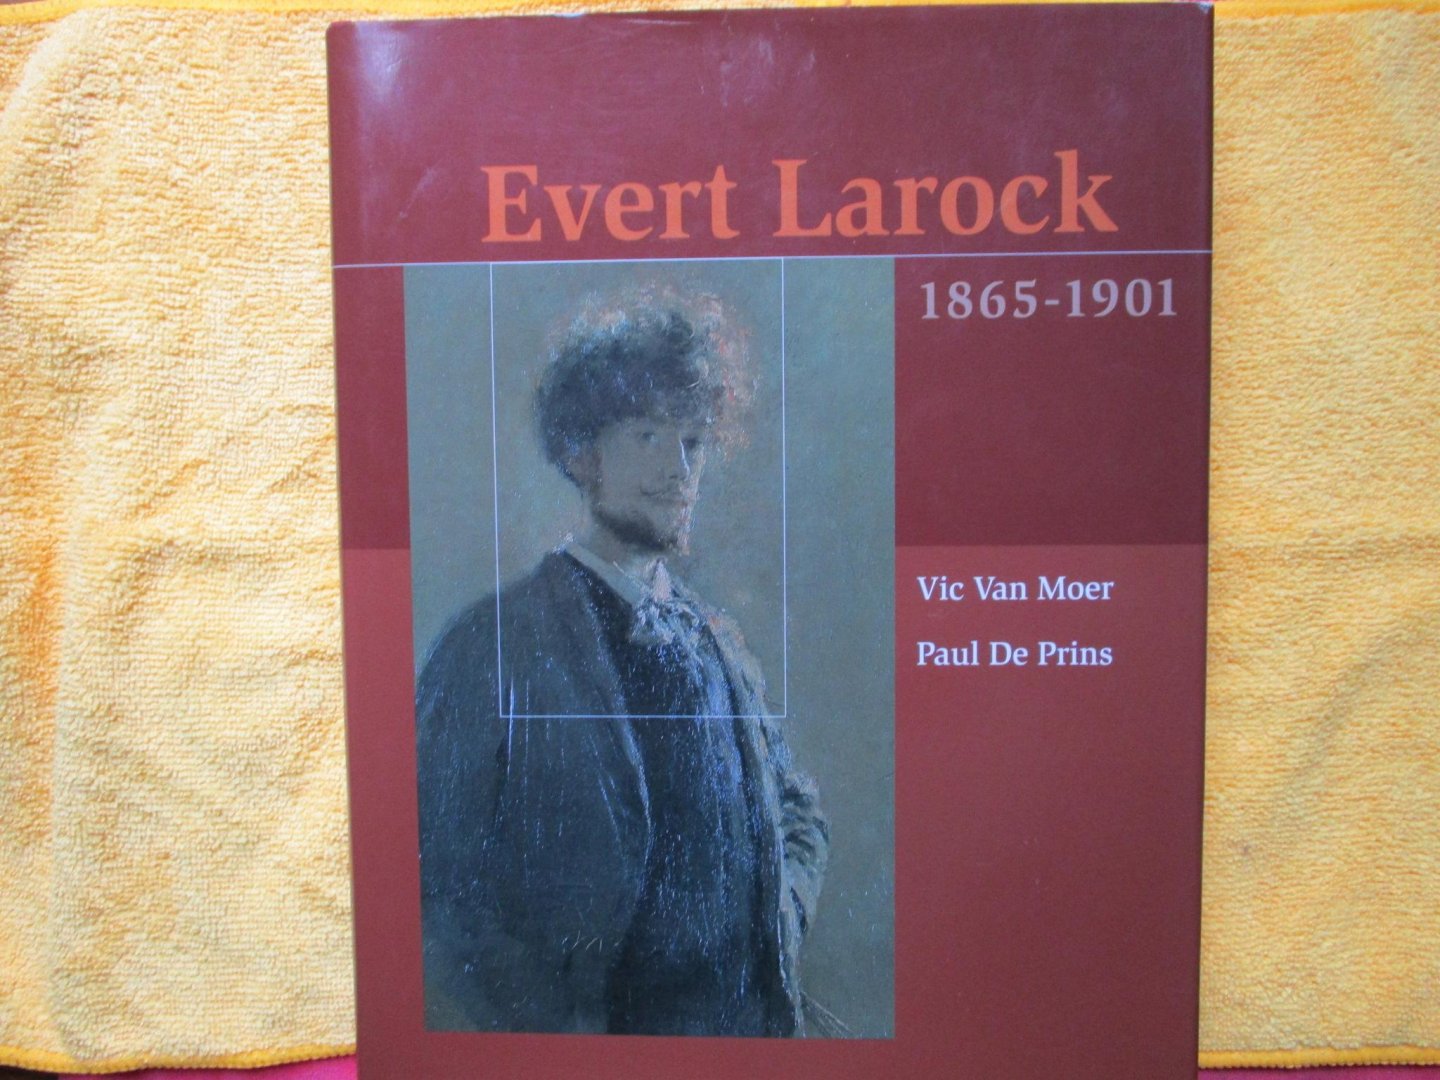 Evert Larock
1865-1901
Vic Van Moer
Paul De Prins